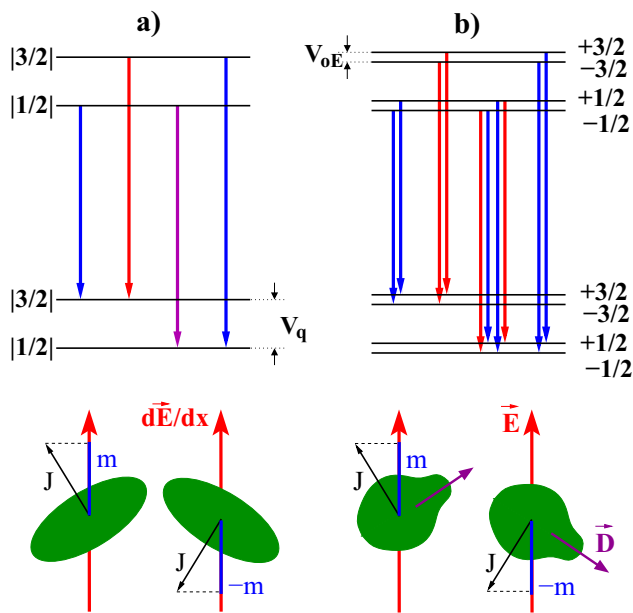 a)
|3/2|
|1/2|
|3/2|
|1/2|
V_q
b)
V_oE
+3/2
−3/2
+1/2
−1/2
+3/2
−3/2
+1/2
−1/2
dE/dx
J
m
J
−m
E
J
m
J
−m
D